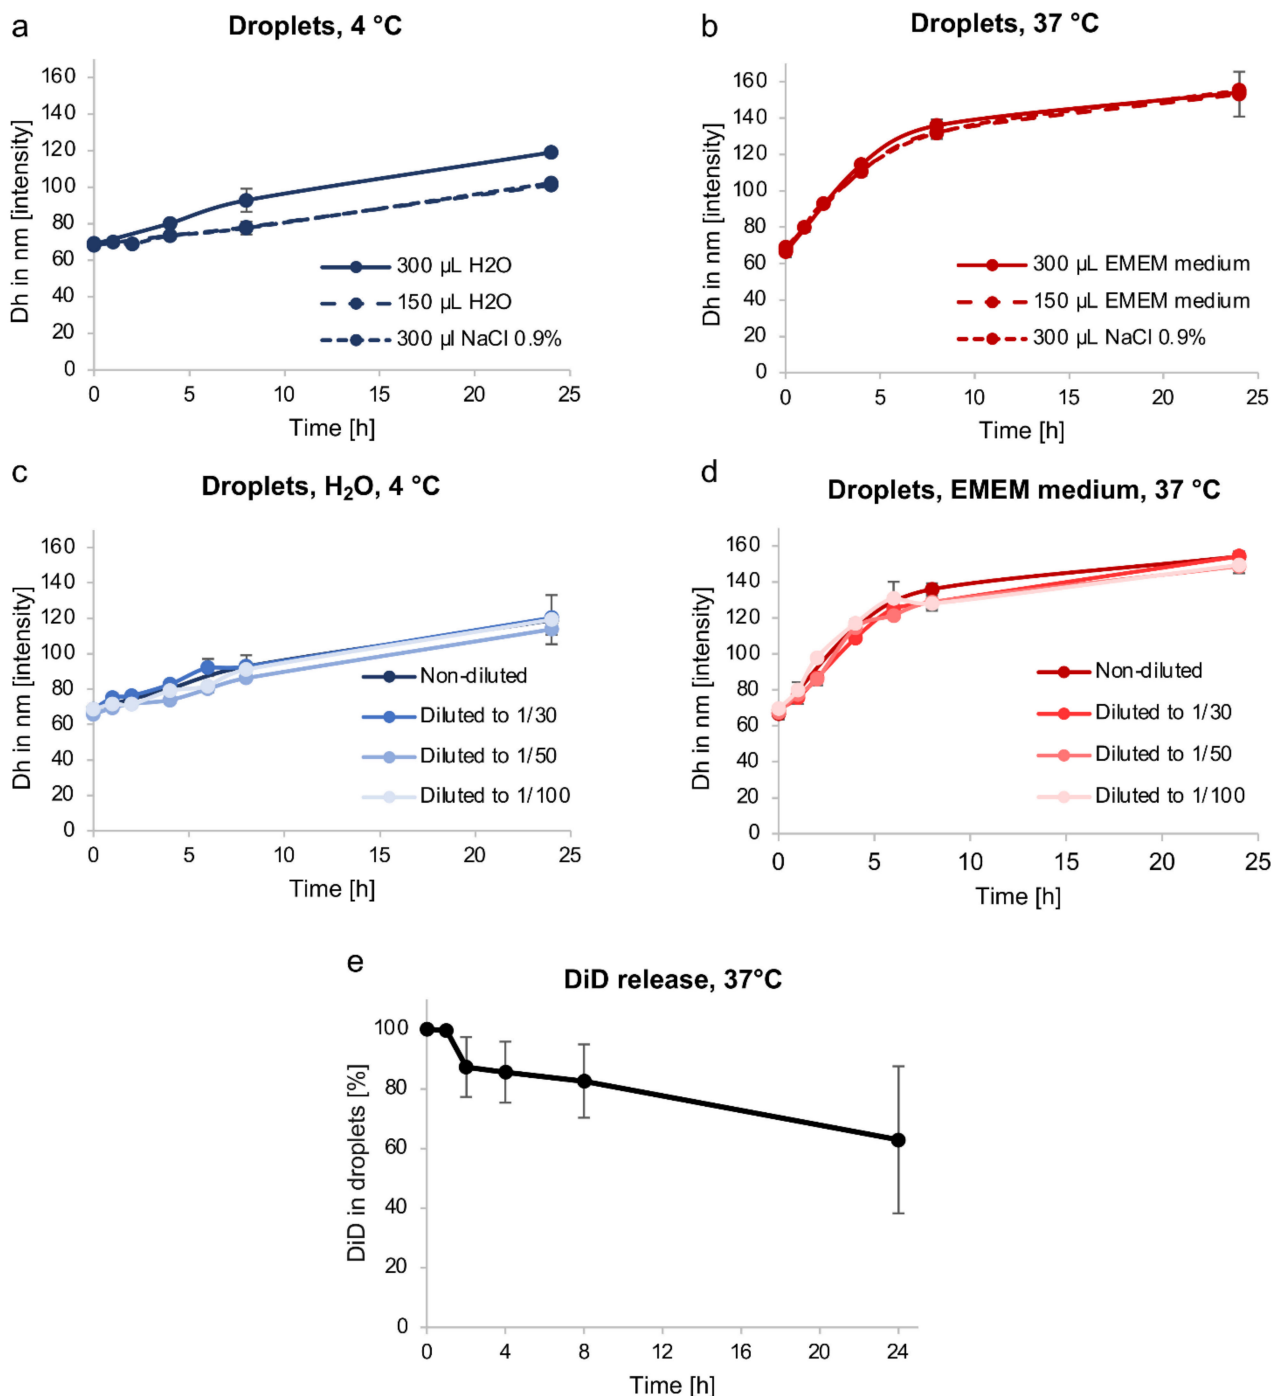 a
Droplets, 4 °C
160
140
120
100
80
60
40
20
0
0 5 10 15 20 25
Dh in nm [intensity]
Time [h]
300 µL H2O
150 µL H2O
300 µl NaCl 0.9%
b
Droplets, 37 °C
160
140
120
100
80
60
40
20
0
0 5 10 15 20 25
Dh in nm [intensity]
Time [h]
300 µL EMEM medium
150 µL EMEM medium
300 µL NaCl 0.9%
c
Droplets, H₂O, 4 °C
160
140
120
100
80
60
40
20
0
0 5 10 15 20 25
Dh in nm [intensity]
Time [h]
Non-diluted
Diluted to 1/30
Diluted to 1/50
Diluted to 1/100
d
Droplets, EMEM medium, 37 °C
160
140
120
100
80
60
40
20
0
0 5 10 15 20 25
Dh in nm [intensity]
Time [h]
Non-diluted
Diluted to 1/30
Diluted to 1/50
Diluted to 1/100
e
DiD release, 37°C
100
80
60
40
20
0
0 4 8 12 16 20 24
DiD in droplets [%]
Time [h]